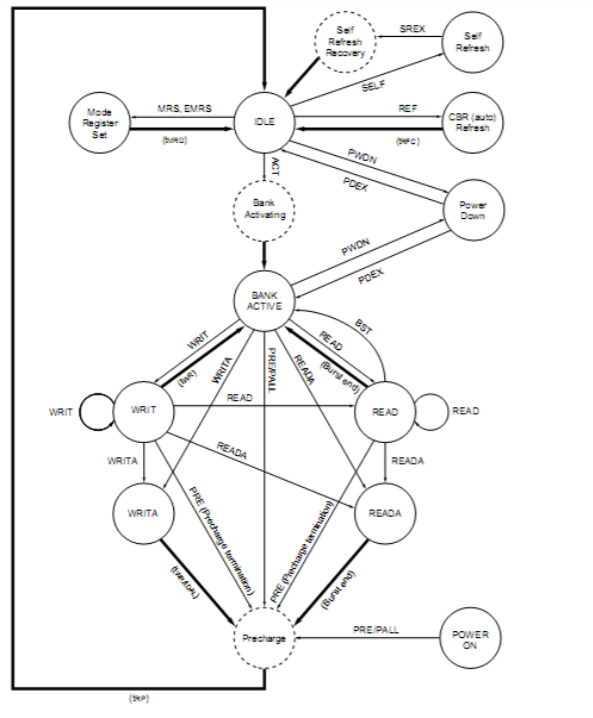 Self
Refresh
Recovery
SREX
Self
Refresh
SELF
Mode
Register
Set
MRS, EMRS
(tMRD)
IDLE
REF
(tRFC)
CBR (auto)
Refresh
ACT
PWDN
PDEX
Bank
Activating
Power
Down
PWDN
PDEX
BANK
ACTIVE
WRIT
(tWR)
WRITA
PRE/PALL
READA
READ
(Burst end)
BST
WRIT
WRIT
READ
READ
READ
WRITA
READA
READA
WRITA
READA
PRE (Precharge termination)
PRE (Precharge termination)
(Burst end)
Precharge
PRE/PALL
POWER
ON
(tRP)